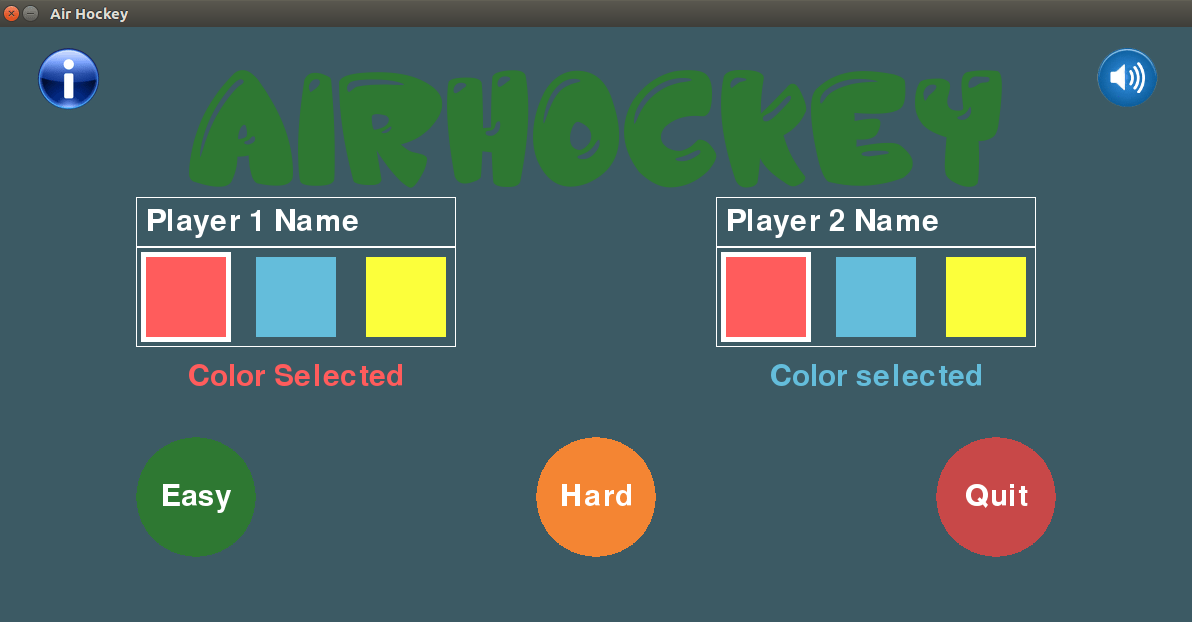 Air Hockey
AIRHOCKEY
Player 1 Name
Player 2 Name
Color Selected
Color selected
Easy
Hard
Quit